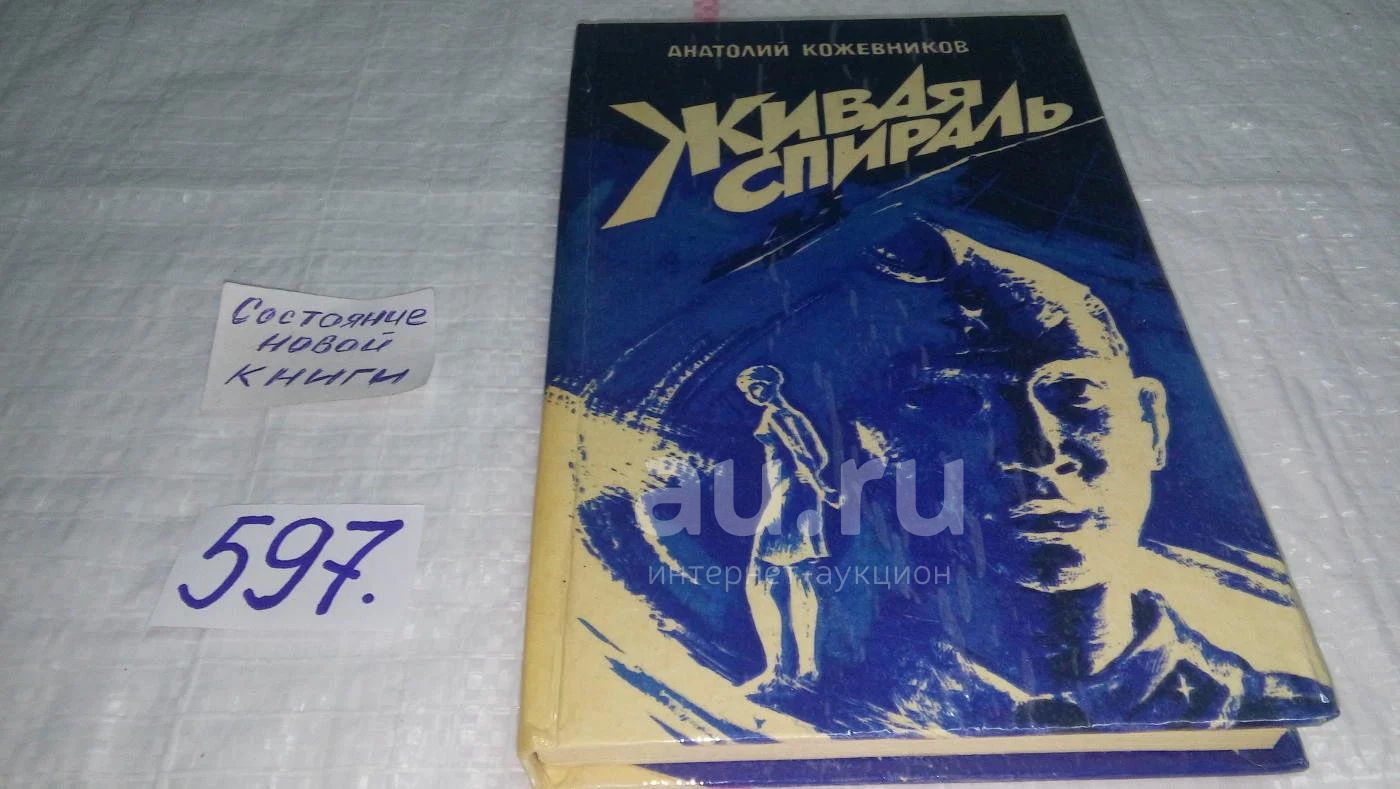 АНАТОЛИЙ КОЖЕВНИКОВ
ЖИВАЯ
СПИРАЛЬ
Состояние
новой
книги
597.
au.ru
интернет-аукцион